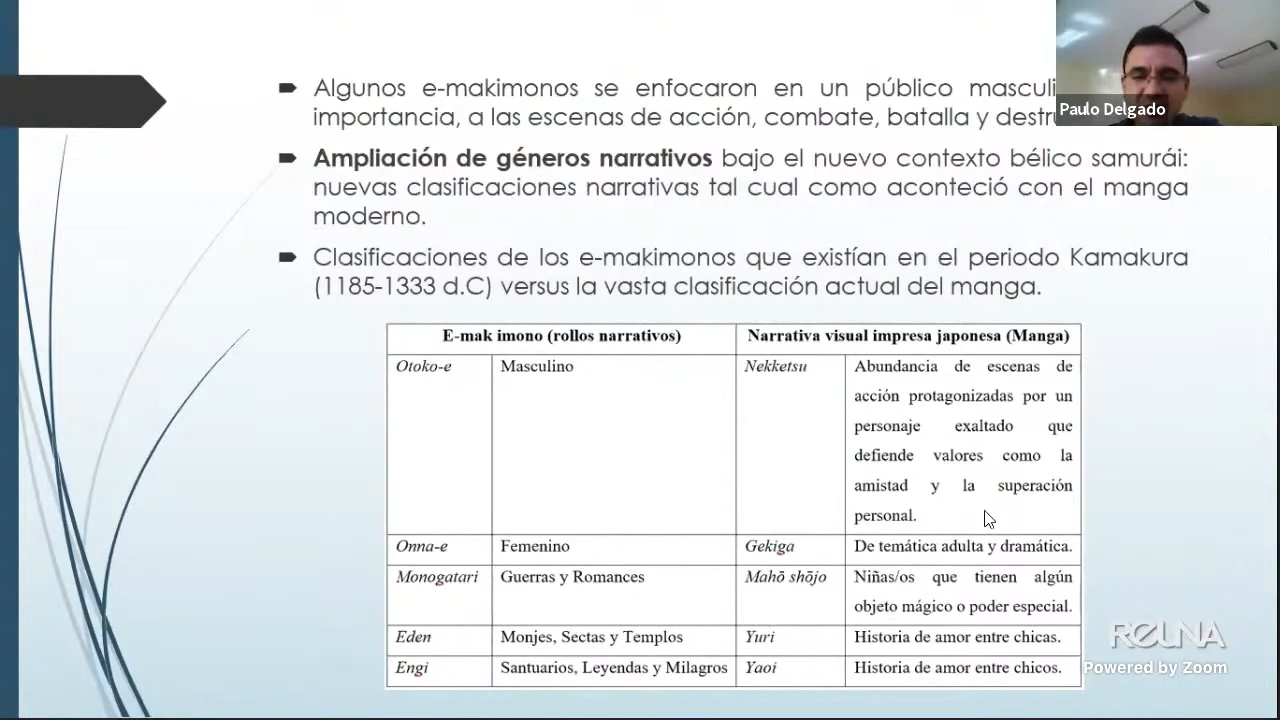 Algunos e-makimonos se enfocaron en un público
importancia, a las escenas de acción, combate, batalla y
Ampliación de géneros narrativos bajo el nuevo contexto bélico samurái:
nuevas clasificaciones narrativas tal cual como aconteció con el manga
moderno.
Clasificaciones de los e-makimonos que existían en el periodo Kamakura
(1185-1333 d.C) versus la vasta clasificación actual del manga.
Paulo Delgado
E-mak imono (rollos narrativos)
Narrativa visual impresa japonesa (Manga)
Otoko-e
Masculino
Nekketsu
Abundancia de escenas de
acción protagonizadas por un
personaje exaltado que
defiende valores como la
amistad y la superación
personal.
Onna-e
Femenino
Gekiga
De temática adulta y dramática.
Monogatari
Guerras y Romances
Mahō shōjo
Niñas/os que tienen algún
objeto mágico o poder especial.
Eden
Monjes, Sectas y Templos
Yuri
Historia de amor entre chicas.
Engi
Santuarios, Leyendas y Milagros
Yaoi
Historia de amor entre chicos.
REUNA
Powered by Zoom